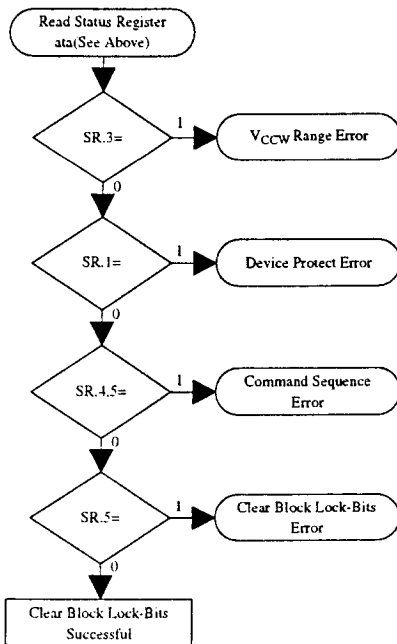 Read Status Register
ata(See Above)
SR.3=
1
VCCW Range Error
0
SR.1=
1
Device Protect Error
0
SR.4,5=
1
Command Sequence
Error
0
SR.5=
1
Clear Block Lock-Bits
Error
0
Clear Block Lock-Bits
Successful